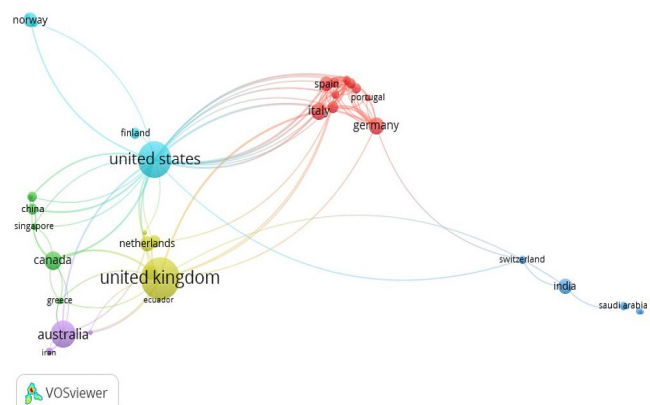 norway
spain
portugal
italy
germany
finland
united states
china
singapore
netherlands
canada
switzerland
united kingdom
india
greece
ecuador
saudi arabia
australia
iran
VOSviewer